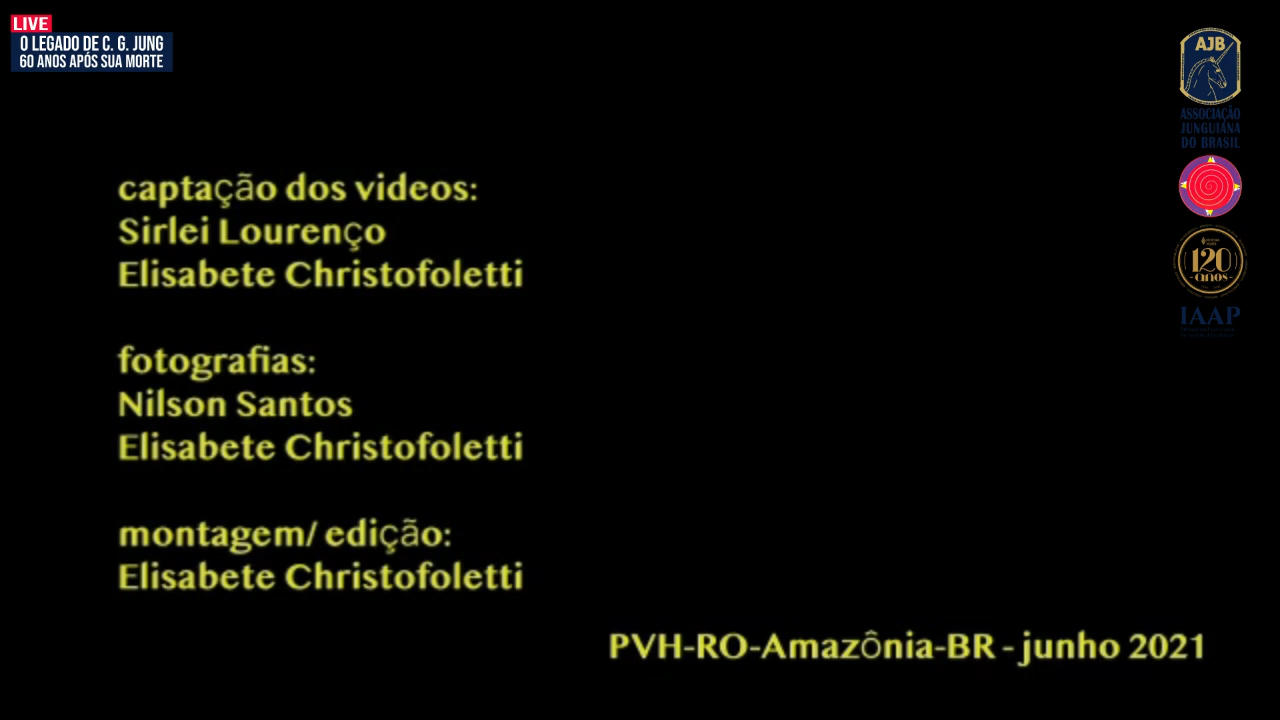 LIVE
O LEGADO DE C. G. JUNG
60 ANOS APÓS SUA MORTE
AJB
ASSOCIAÇÃO
JUNGUIANA
DO BRASIL
120
anos
IAAP
captação dos videos:
Sirlei Lourenço
Elisabete Christofoletti
fotografias:
Nilson Santos
Elisabete Christofoletti
montagem/ edição:
Elisabete Christofoletti
PVH-RO-Amazônia-BR - junho 2021